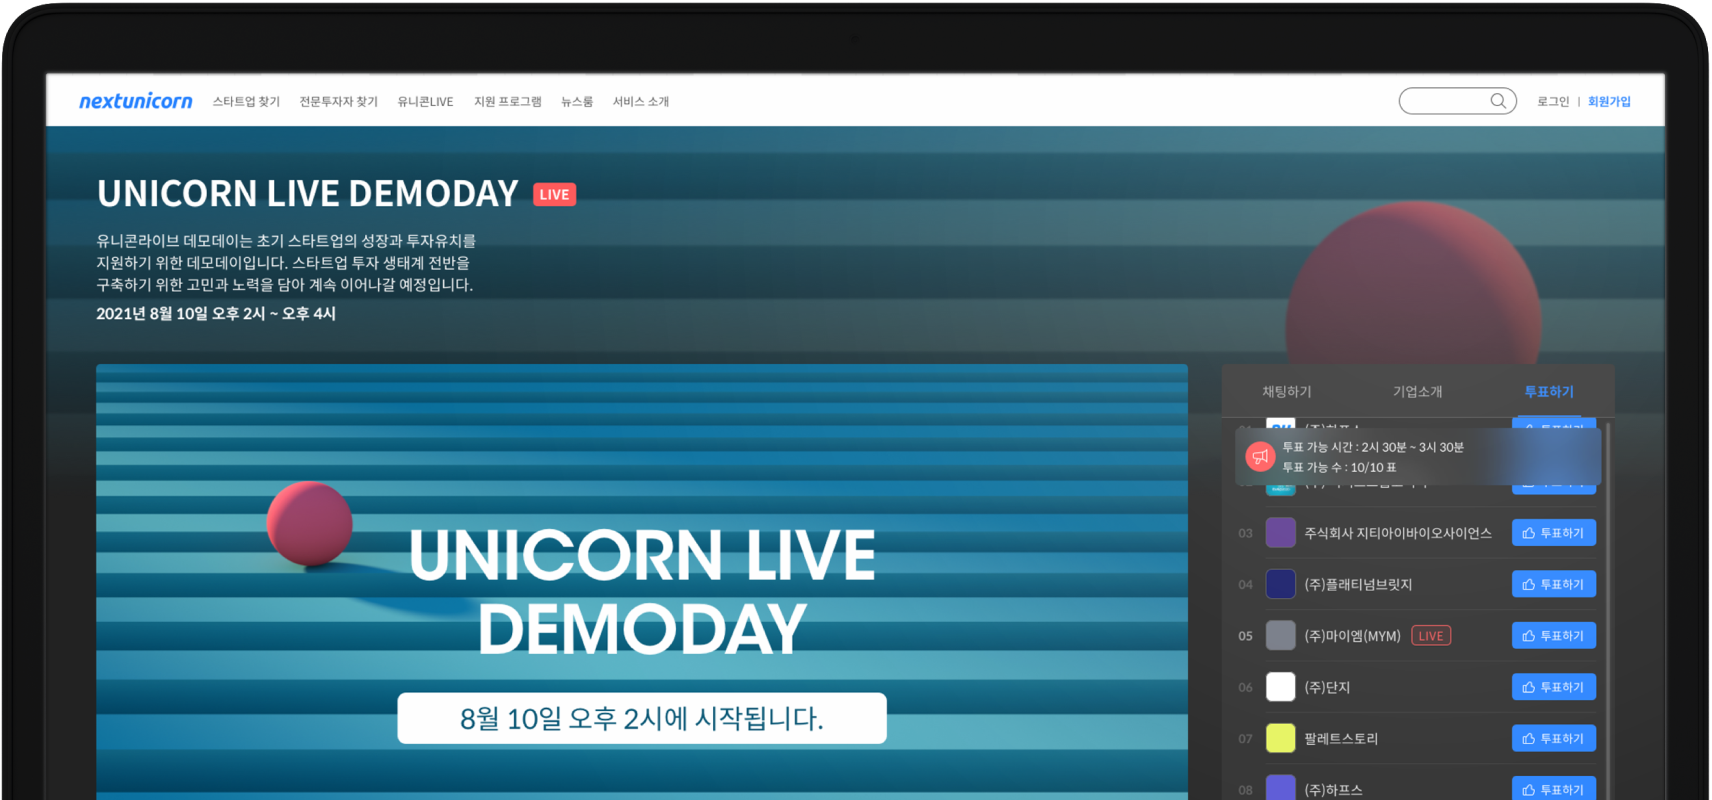 nextunicorn 스타트업 찾기 전문투자자 찾기 유니콘LIVE 지원 프로그램 뉴스룸 서비스 소개 로그인 | 회원가입
UNICORN LIVE DEMODAY LIVE
유니콘라이브 데모데이는 초기 스타트업의 성장과 투자유치를
지원하기 위한 데모데이입니다. 스타트업 투자 생태계 전반을
구축하기 위한 고민과 노력을 담아 계속 이어나갈 예정입니다.
2021년 8월 10일 오후 2시 ~ 오후 4시
UNICORN LIVE
DEMODAY
8월 10일 오후 2시에 시작됩니다.
채팅하기 기업소개 투표하기
투표 가능 시간 : 2시 30분 ~ 3시 30분
투표 가능 수 : 10/10 표
03 주식회사 지티아이바이오사이언스 투표하기
04 (주)플래티넘브릿지 투표하기
05 (주)마이엠(MYM) LIVE 투표하기
06 (주)단지 투표하기
07 팔레트스토리 투표하기
08 (주)하프스 투표하기